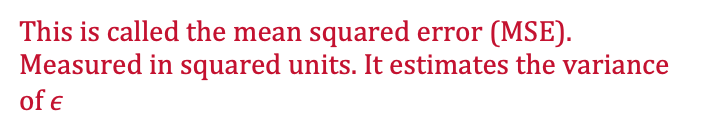 This is called the mean squared error (MSE).
Measured in squared units. It estimates the variance
of ϵ